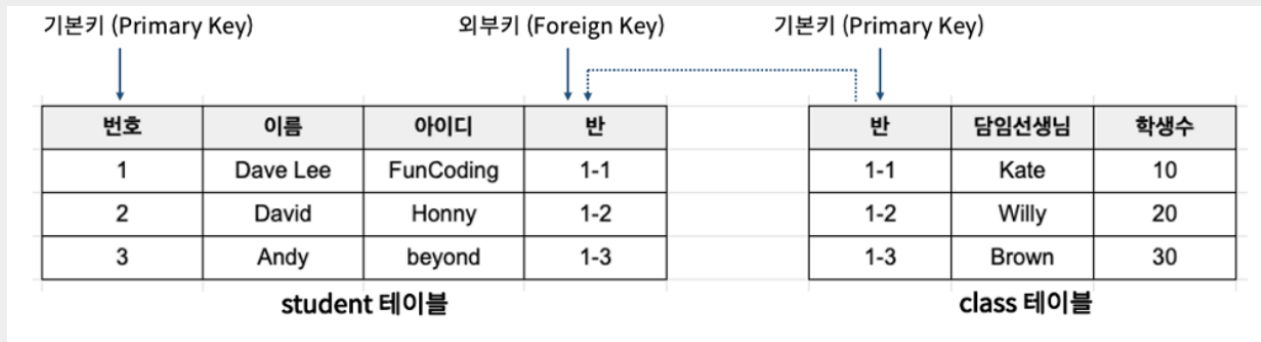 기본키 (Primary Key) 외부키 (Foreign Key) 기본키 (Primary Key)
번호 이름 아이디 반 반 담임선생님 학생수
1 Dave Lee FunCoding 1-1 1-1 Kate 10
2 David Honny 1-2 1-2 Willy 20
3 Andy beyond 1-3 1-3 Brown 30
student 테이블 class 테이블